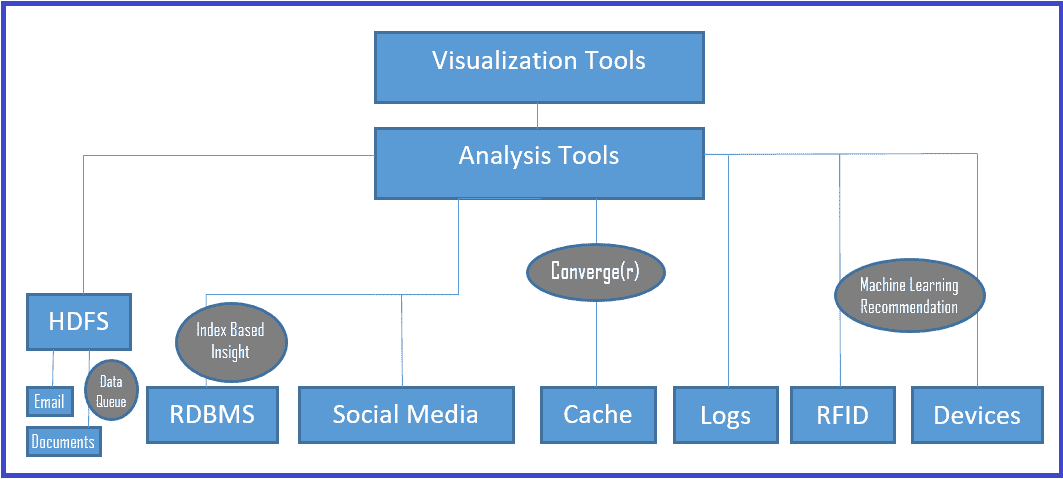 Visualization Tools
Analysis Tools
Converge(r)
Machine Learning
Recommendation
HDFS
Index Based
Insight
Data
Queue
Email
Documents
RDBMS
Social Media
Cache
Logs
RFID
Devices